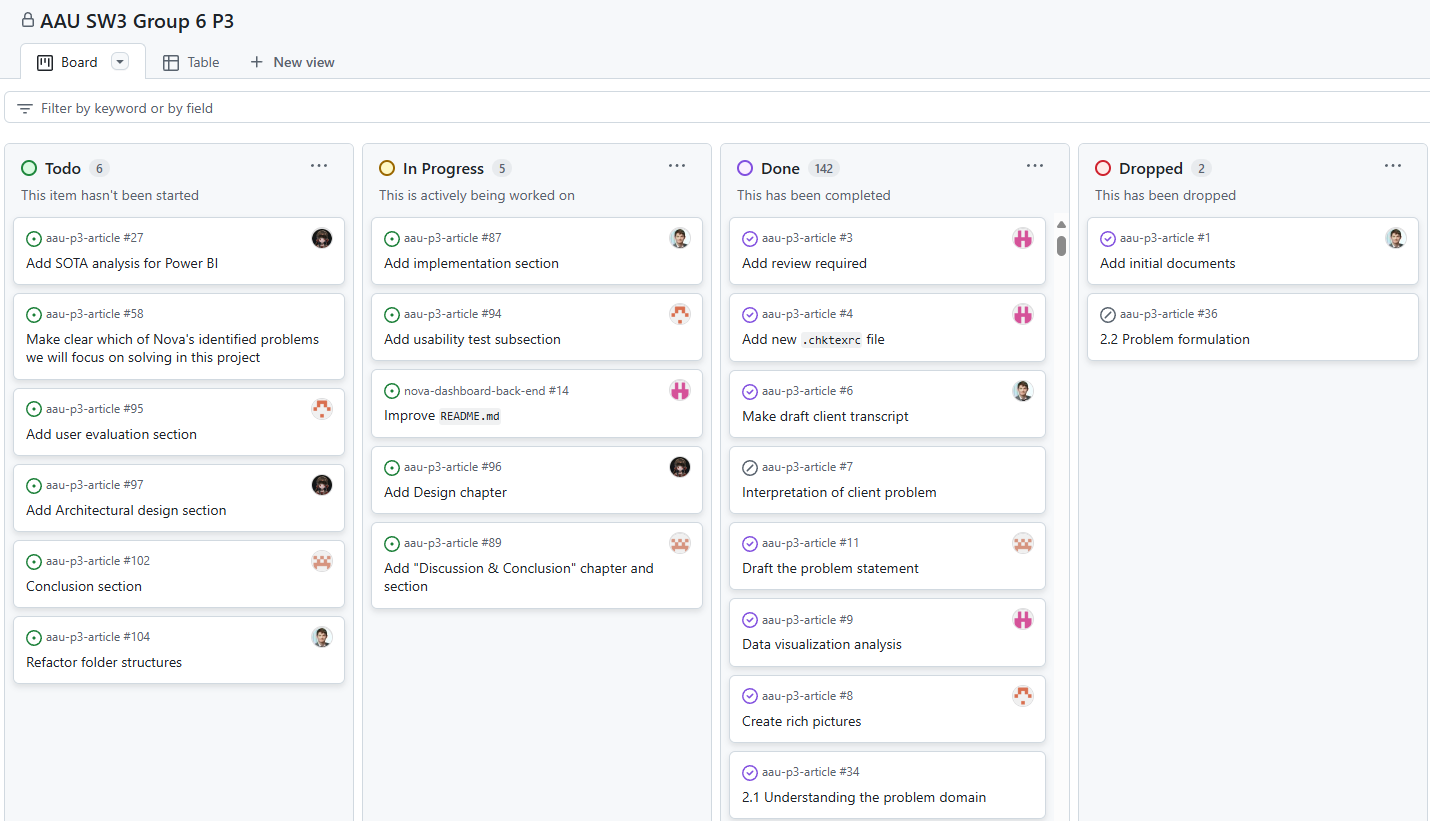 AAU SW3 Group 6 P3
Board
Table
New view
Filter by keyword or by field
Todo 6
This item hasn't been started
aau-p3-article #27
Add SOTA analysis for Power BI
aau-p3-article #58
Make clear which of Nova's identified problems
we will focus on solving in this project
aau-p3-article #95
Add user evaluation section
aau-p3-article #97
Add Architectural design section
aau-p3-article #102
Conclusion section
aau-p3-article #104
Refactor folder structures
In Progress 5
This is actively being worked on
aau-p3-article #87
Add implementation section
aau-p3-article #94
Add usability test subsection
nova-dashboard-back-end #14
Improve README.md
aau-p3-article #96
Add Design chapter
aau-p3-article #89
Add "Discussion & Conclusion" chapter and
section
Done 142
This has been completed
aau-p3-article #3
Add review required
aau-p3-article #4
Add new .chktexrc file
aau-p3-article #6
Make draft client transcript
aau-p3-article #7
Interpretation of client problem
aau-p3-article #11
Draft the problem statement
aau-p3-article #9
Data visualization analysis
aau-p3-article #8
Create rich pictures
aau-p3-article #34
2.1 Understanding the problem domain
Dropped 2
This has been dropped
aau-p3-article #1
Add initial documents
aau-p3-article #36
2.2 Problem formulation